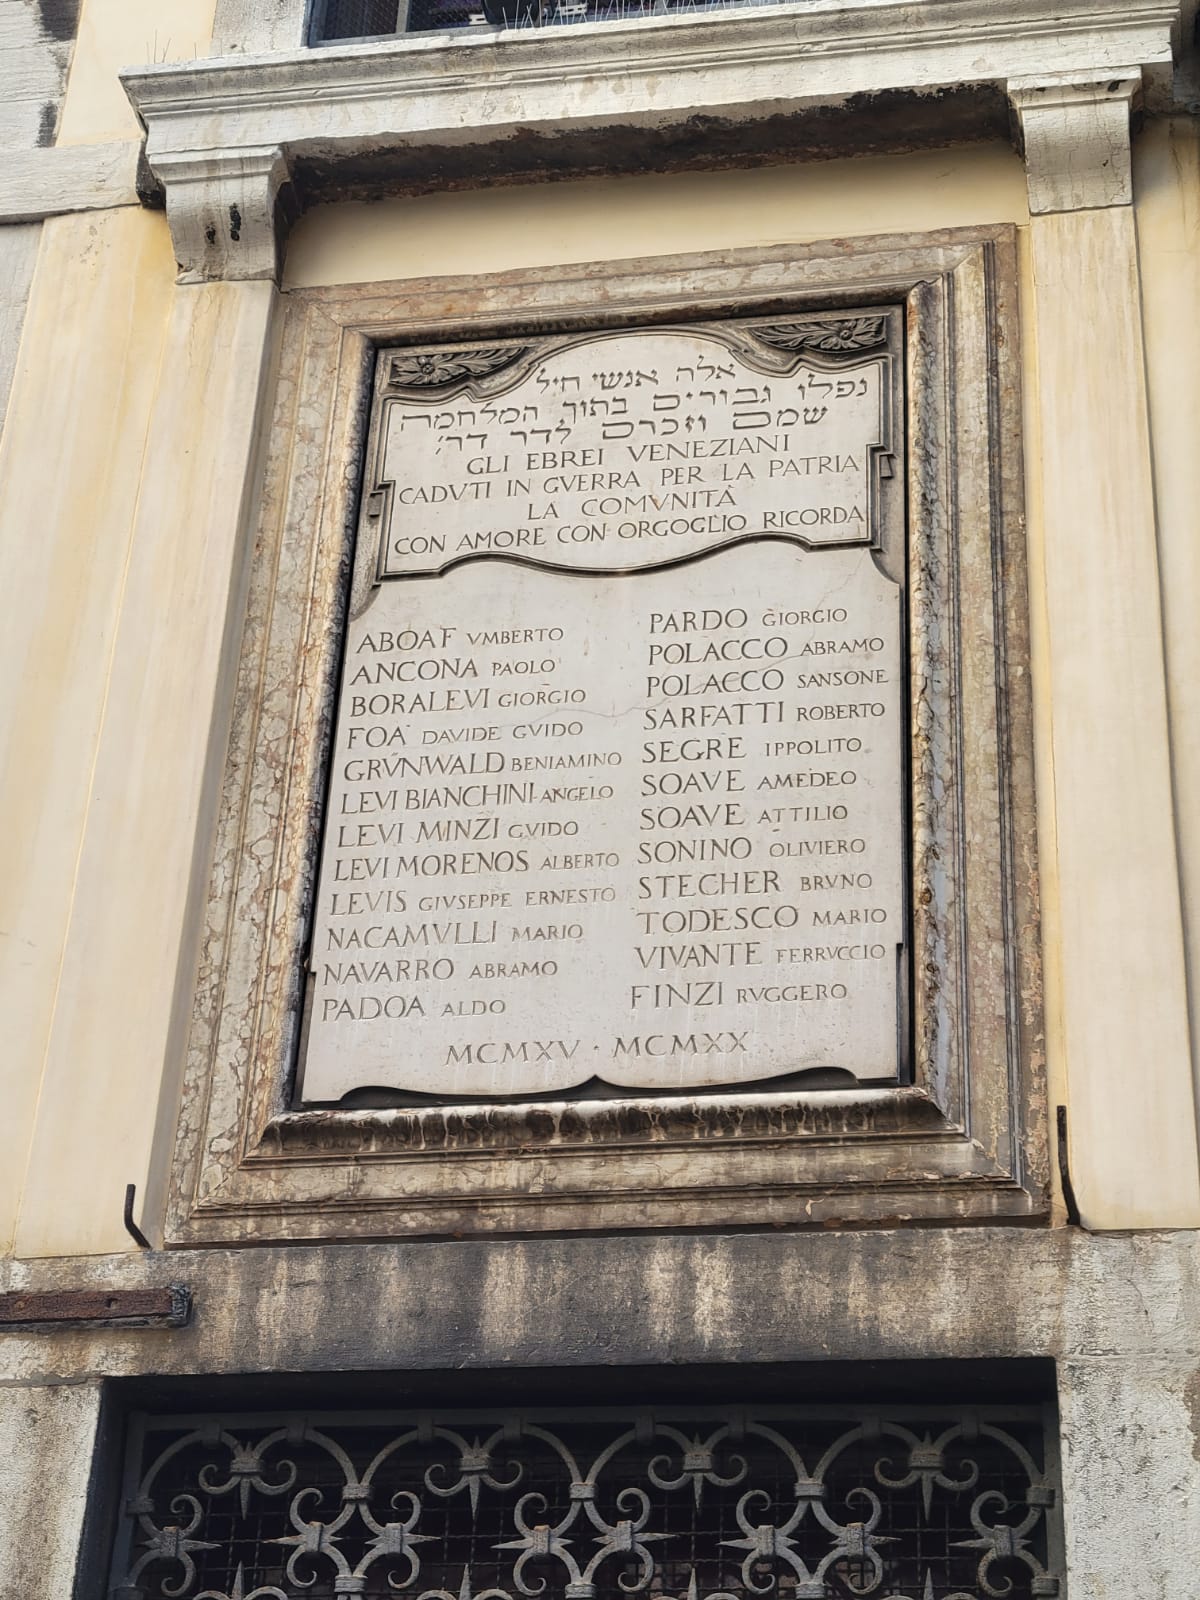 אלה אנשי חיל
נפלו גבורים בתוך המלחמה
שמם וזכרם לדר דר׳
GLI EBREI VENEZIANI
CADVTI IN GVERRA PER LA PATRIA
LA COMVNITÀ
CON AMORE CON ORGOGLIO RICORDA
ABOAF VMBERTO
ANCONA PAOLO
BORALEVI GIORGIO
FOA' DAVIDE GVIDO
GRÜNWALD BENIAMINO
LEVI BIANCHINI ANGELO
LEVI MINZI GVIDO
LEVI MORENOS ALBERTO
LEVIS GIVSEPPE ERNESTO
NACAMVLLI MARIO
NAVARRO ABRAMO
PADOA ALDO
PARDO GIORGIO
POLACCO ABRAMO
POLACCO SANSONE
SARFATTI ROBERTO
SEGRE IPPOLITO
SOAVE AMEDEO
SOAVE ATTILIO
SONINO OLIVIERO
STECHER BRVNO
TODESCO MARIO
VIVANTE FERRVCCIO
FINZI RVGGERO
MCMXV · MCMXX